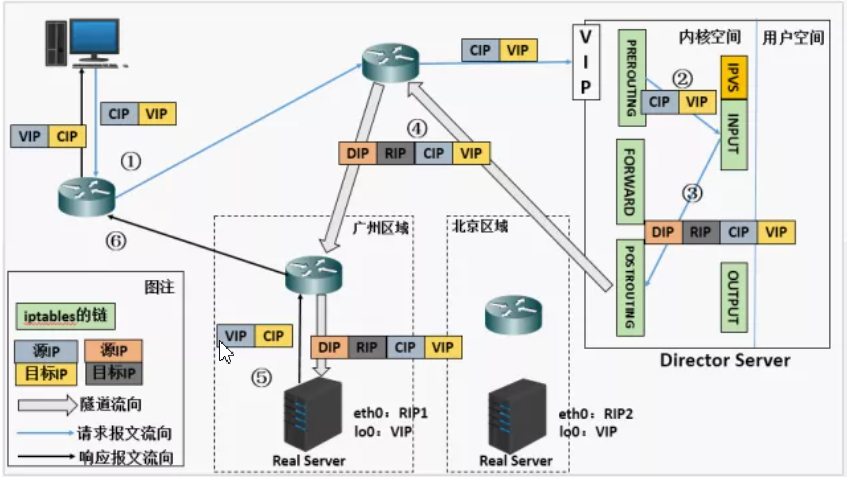 CIP VIP
VIP
内核空间
用户空间
PREROUTING
②
IPVS
CIP VIP
INPUT
CIP VIP
VIP CIP
①
④
DIP RIP CIP VIP
FORWARD
③
DIP RIP CIP VIP
⑥
广州区域
北京区域
POSTROUTING
OUTPUT
Director Server
图注
iptables的链
源IP
源IP
目标IP
目标IP
隧道流向
请求报文流向
响应报文流向
VIP CIP
DIP RIP CIP VIP
⑤
eth0：RIP1
lo0：VIP
Real Server
eth0：RIP2
lo0：VIP
Real Server